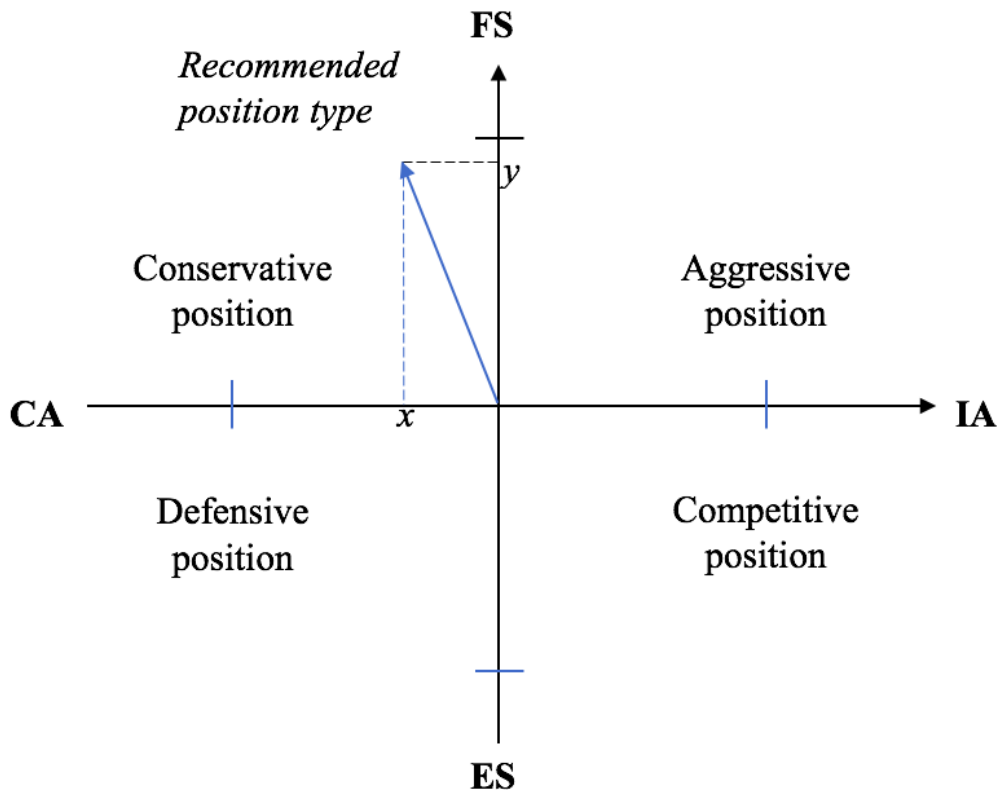 FS
Recommended
position type
y
Conservative
position
Aggressive
position
CA
x
IA
Defensive
position
Competitive
position
ES